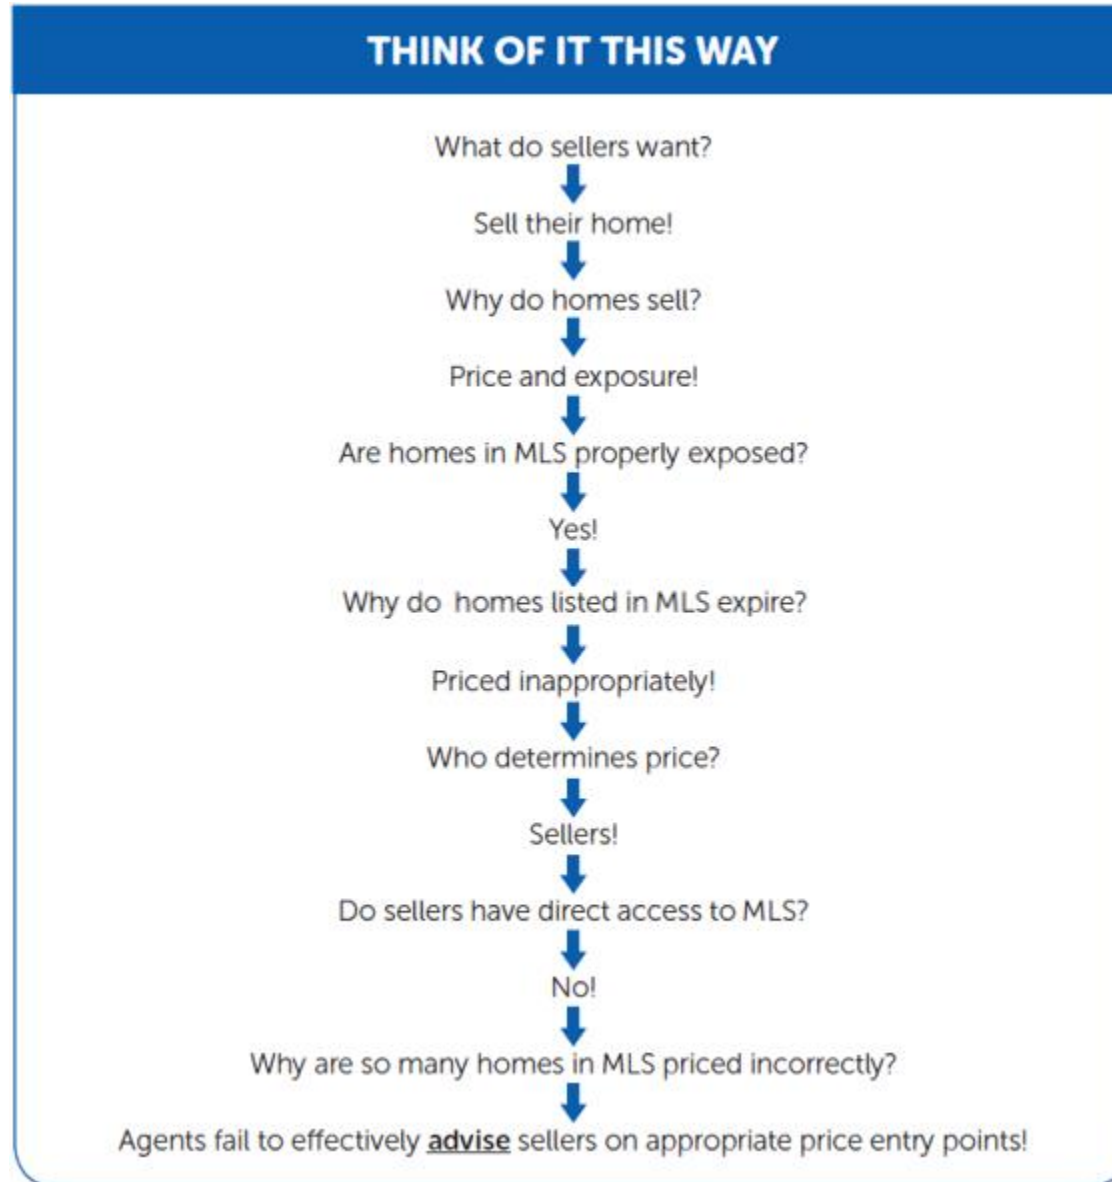 THINK OF IT THIS WAY
What do sellers want?
Sell their home!
Why do homes sell?
Price and exposure!
Are homes in MLS properly exposed?
Yes!
Why do homes listed in MLS expire?
Priced inappropriately!
Who determines price?
Sellers!
Do sellers have direct access to MLS?
No!
Why are so many homes in MLS priced incorrectly?
Agents fail to effectively advise sellers on appropriate price entry points!